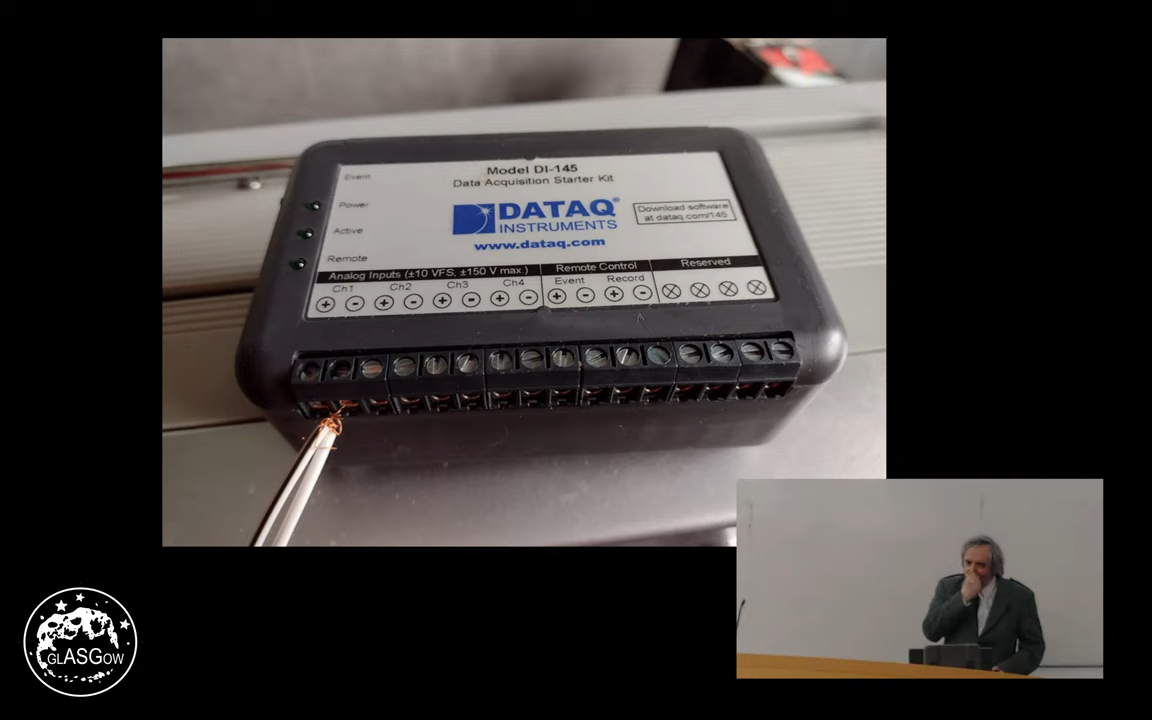 Model DI-145
Data Acquisition Starter Kit
DATAQ®
INSTRUMENTS
www.dataq.com
Download software
at dataq.com/145
Event
Power
Active
Remote
Analog Inputs (±10 VFS, ±150 V max.)
Ch1 Ch2 Ch3 Ch4
+ - + - + - + -
Remote Control
Event Record
+ - + -
Reserved
GLASGOW